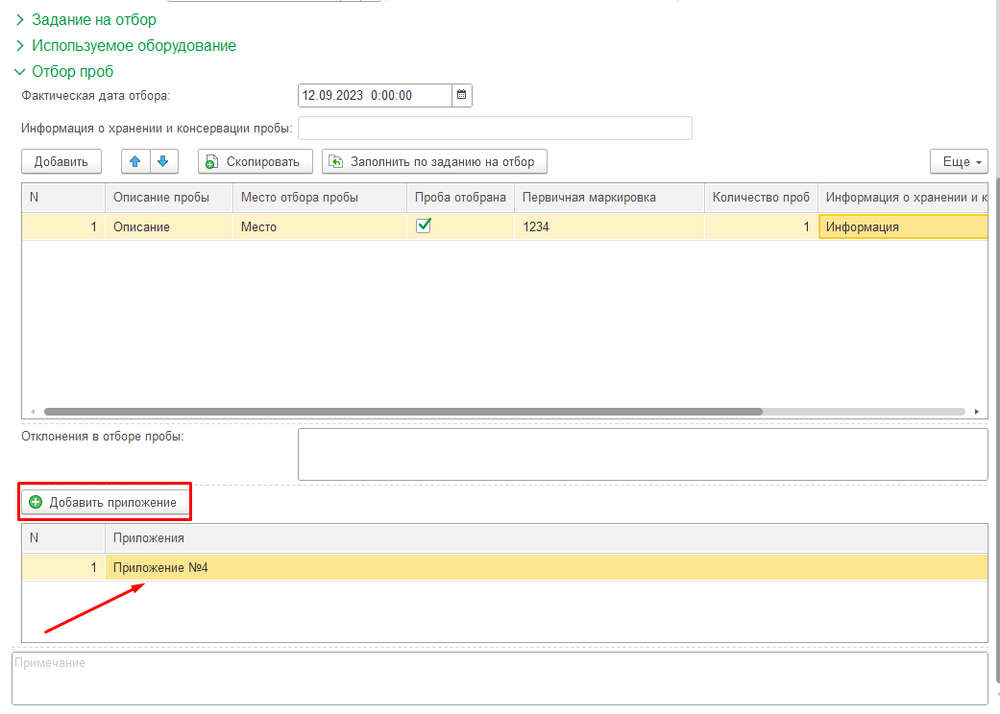 Задание на отбор
Используемое оборудование
Отбор проб
Фактическая дата отбора: 12.09.2023 0:00:00
Информация о хранении и консервации пробы:
Добавить Скопировать Заполнить по заданию на отбор Еще
N Описание пробы Место отбора пробы Проба отобрана Первичная маркировка Количество проб Информация о хранении и к
1 Описание Место 1234 1 Информация
Отклонения в отборе пробы:
Добавить приложение
N Приложения
1 Приложение №4
Примечание